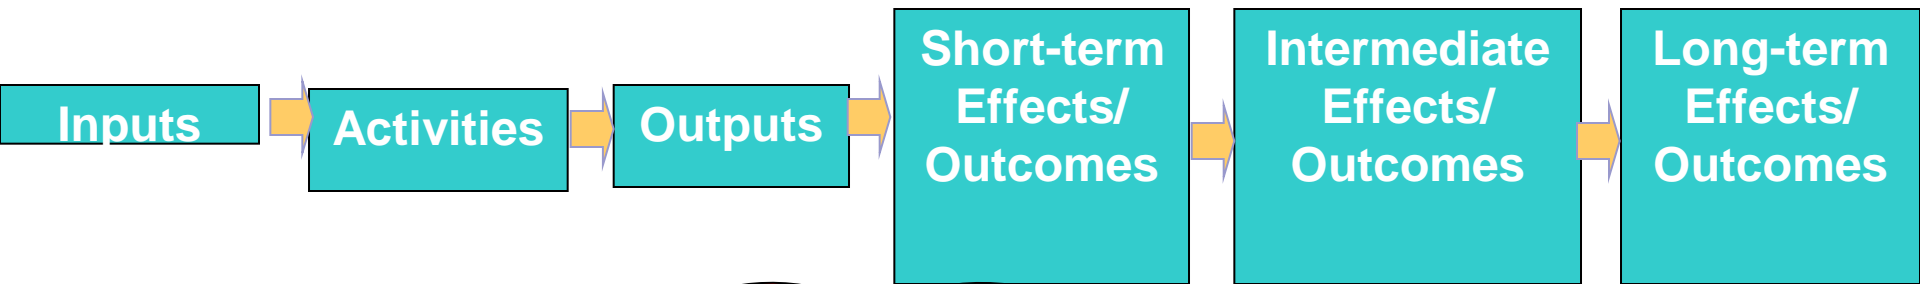 Inputs
Activities
Outputs
Short-term
Effects/
Outcomes
Intermediate
Effects/
Outcomes
Long-term
Effects/
Outcomes